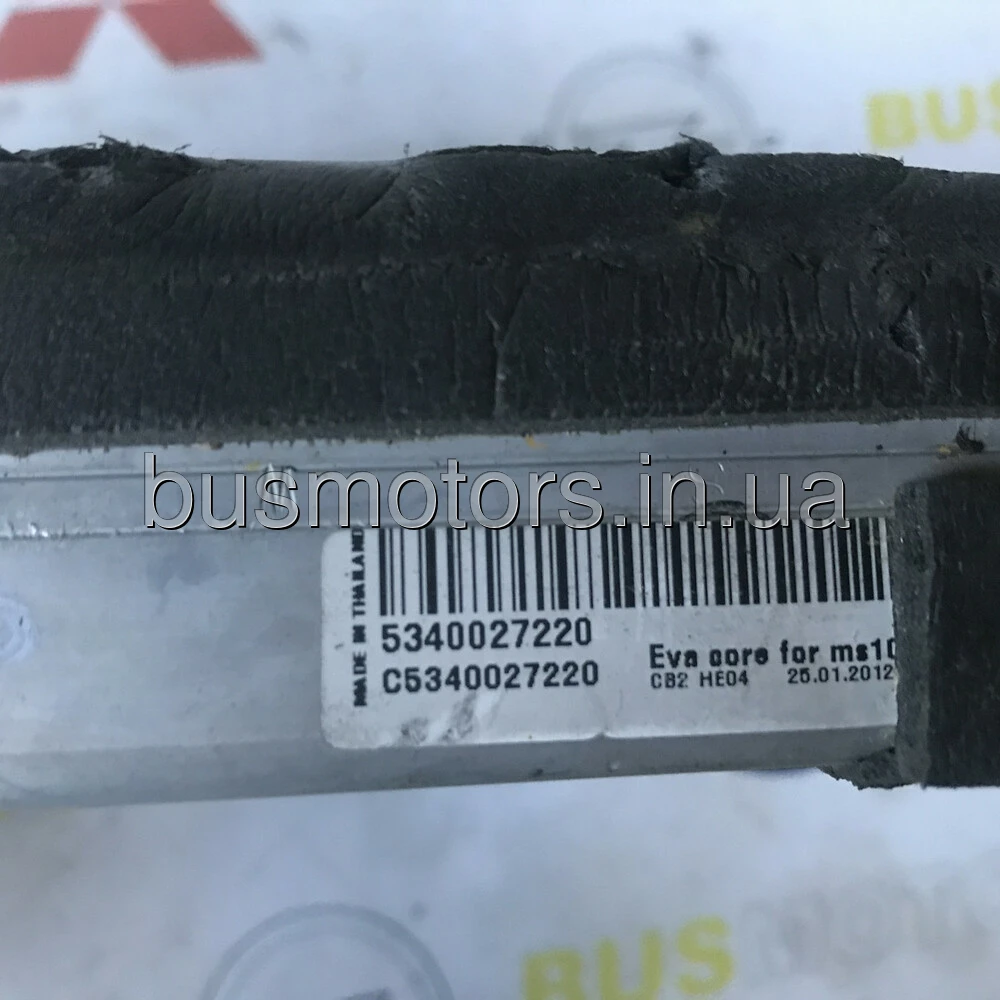 BUS
busmotors.in.ua
MADE IN THAILAND
5340027220
C5340027220
Eva core for ms10
CB2 HE04 25.01.2012
BUS